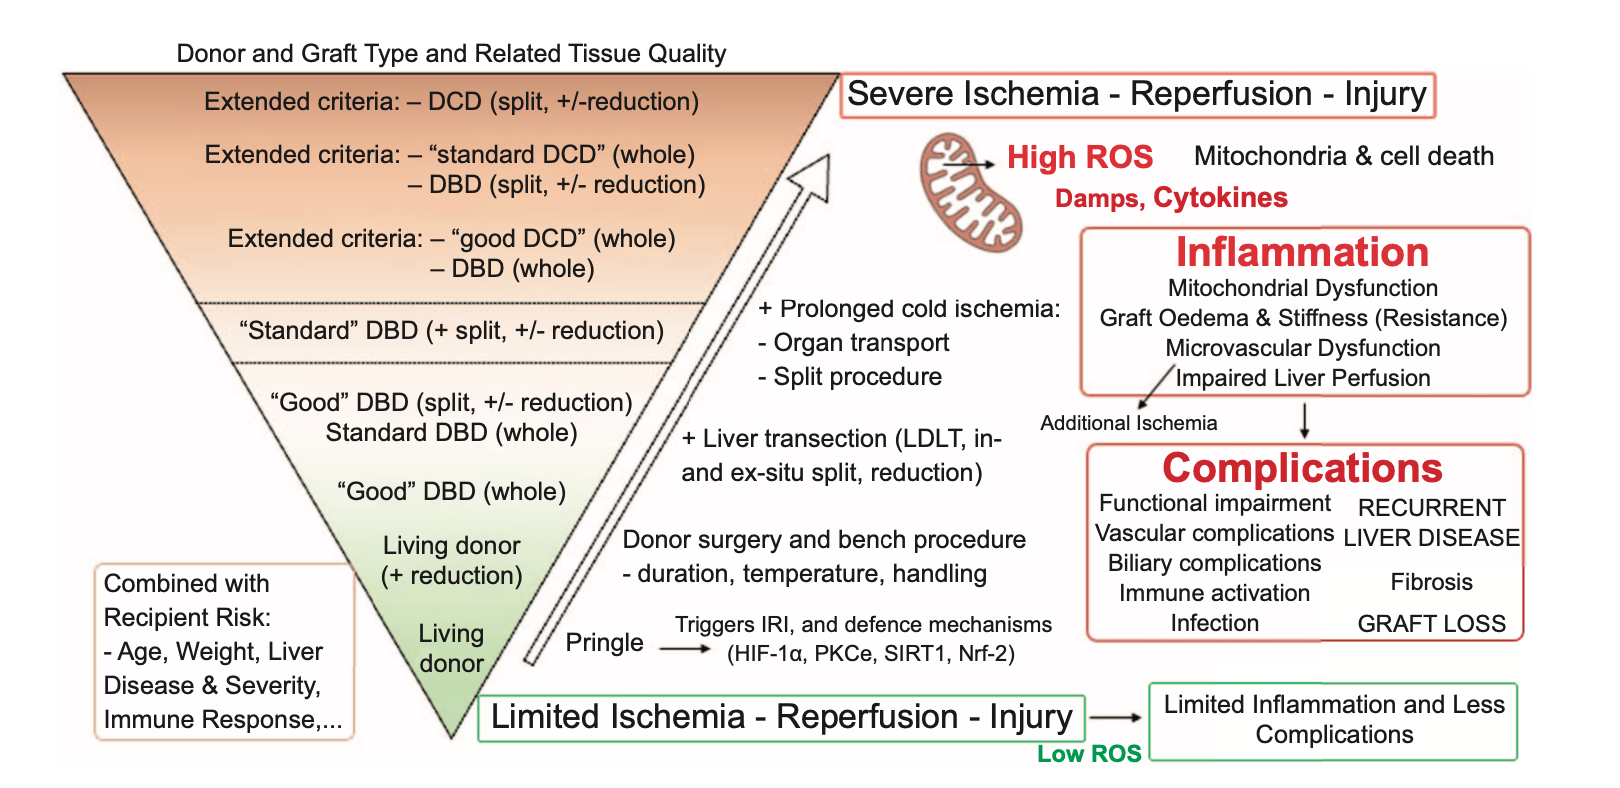 Donor and Graft Type and Related Tissue Quality
Extended criteria: – DCD (split, +/-reduction)
Extended criteria: – “standard DCD” (whole)
– DBD (split, +/- reduction)
Extended criteria: – “good DCD” (whole)
– DBD (whole)
“Standard” DBD (+ split, +/- reduction)
“Good” DBD (split, +/- reduction)
Standard DBD (whole)
“Good” DBD (whole)
Living donor
(+ reduction)
Living
donor
Combined with
Recipient Risk:
- Age, Weight, Liver
Disease & Severity,
Immune Response,...
Severe Ischemia - Reperfusion - Injury
High ROS
Mitochondria & cell death
Damps, Cytokines
Inflammation
Mitochondrial Dysfunction
Graft Oedema & Stiffness (Resistance)
Microvascular Dysfunction
Impaired Liver Perfusion
Additional Ischemia
Complications
Functional impairment
Vascular complications
Biliary complications
Immune activation
Infection
RECURRENT
LIVER DISEASE
Fibrosis
GRAFT LOSS
+ Prolonged cold ischemia:
- Organ transport
- Split procedure
+ Liver transection (LDLT, in-
and ex-situ split, reduction)
Donor surgery and bench procedure
- duration, temperature, handling
Pringle
Triggers IRI, and defence mechanisms
(HIF-1α, PKCe, SIRT1, Nrf-2)
Limited Ischemia - Reperfusion - Injury
Low ROS
Limited Inflammation and Less
Complications